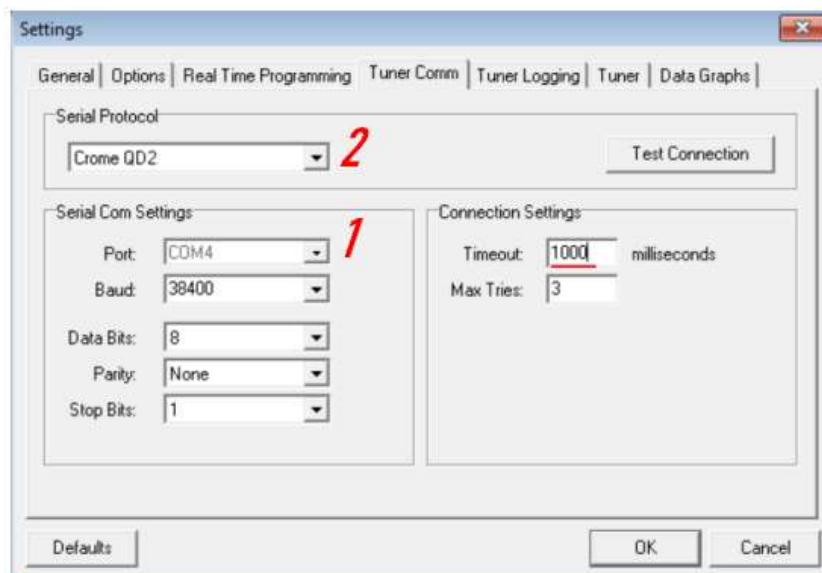 Settings
General Options Real Time Programming Tuner Comm Tuner Logging Tuner Data Graphs
Serial Protocol
Crome QD2 2 Test Connection
Serial Com Settings 1 Connection Settings
Port: COM4 Timeout: 1000 milliseconds
Baud: 38400 Max Tries: 3
Data Bits: 8
Parity: None
Stop Bits: 1
Defaults OK Cancel